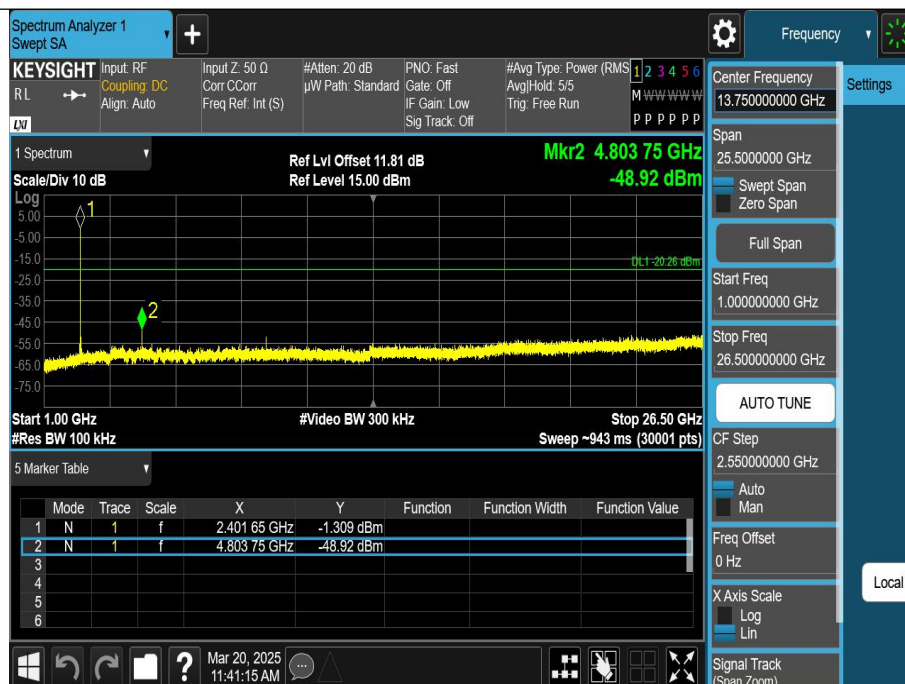 Spectrum Analyzer 1
Swept SA
+
Frequency
KEYSIGHT
RL
LXI
Input: RF
Coupling: DC
Align: Auto
Input Z: 50 Ω
Corr CCorr
Freq Ref: Int (S)
#Atten: 20 dB
µW Path: Standard
PNO: Fast
Gate: Off
IF Gain: Low
Sig Track: Off
#Avg Type: Power (RMS
Avg|Hold: 5/5
Trig: Free Run
1 2 3 4 5 6
M W W W W W
P P P P P P
1 Spectrum
Scale/Div 10 dB
Ref Lvl Offset 11.81 dB
Ref Level 15.00 dBm
Mkr2 4.803 75 GHz
-48.92 dBm
Log
5.00
-5.00
-15.0
-25.0
-35.0
-45.0
-55.0
-65.0
-75.0
1
2
DL1 -20.26 dBm
Start 1.00 GHz
#Video BW 300 kHz
Stop 26.50 GHz
#Res BW 100 kHz
Sweep ~943 ms (30001 pts)
5 Marker Table
Mode Trace Scale X Y Function Function Width Function Value
1 N 1 f 2.401 65 GHz -1.309 dBm
2 N 1 f 4.803 75 GHz -48.92 dBm
3
4
5
6
?
Mar 20, 2025
11:41:15 AM
Center Frequency
13.750000000 GHz
Settings
Span
25.5000000 GHz
Swept Span
Zero Span
Full Span
Start Freq
1.000000000 GHz
Stop Freq
26.500000000 GHz
AUTO TUNE
CF Step
2.550000000 GHz
Auto
Man
Freq Offset
0 Hz
Local
X Axis Scale
Log
Lin
Signal Track
(Span Zoom)